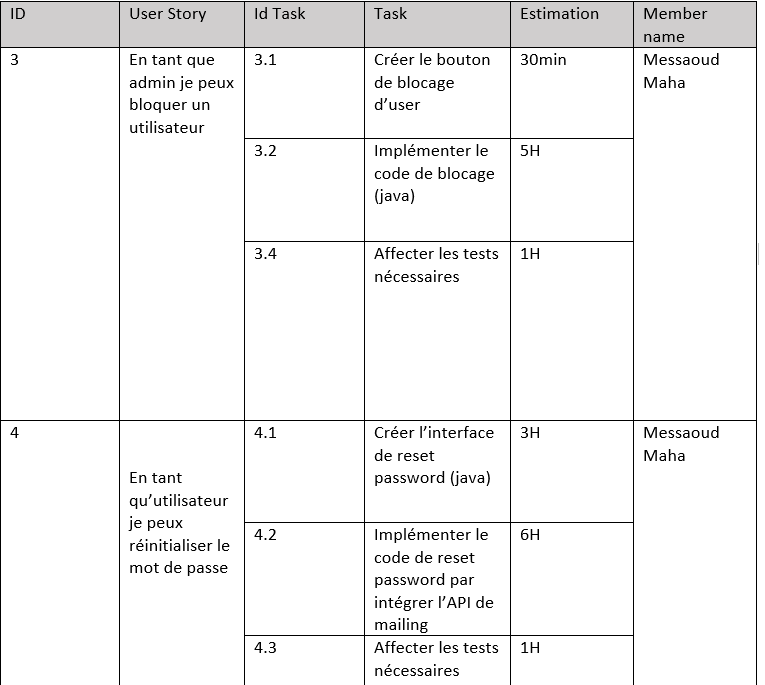 ID User Story Id Task Task Estimation Member
name
3 En tant que 3.1 Créer le bouton 30min Messaoud
admin je peux de blocage Maha
bloquer un d’user
utilisateur
3.2 Implémenter le 5H
code de blocage
(java)
3.4 Affecter les tests 1H
nécessaires
4 4.1 Créer l’interface 3H Messaoud
de reset Maha
En tant password (java)
qu’utilisateur
je peux
réinitialiser le
mot de passe
4.2 Implémenter le 6H
code de reset
password par
intégrer l’API de
mailing
4.3 Affecter les tests 1H
nécessaires